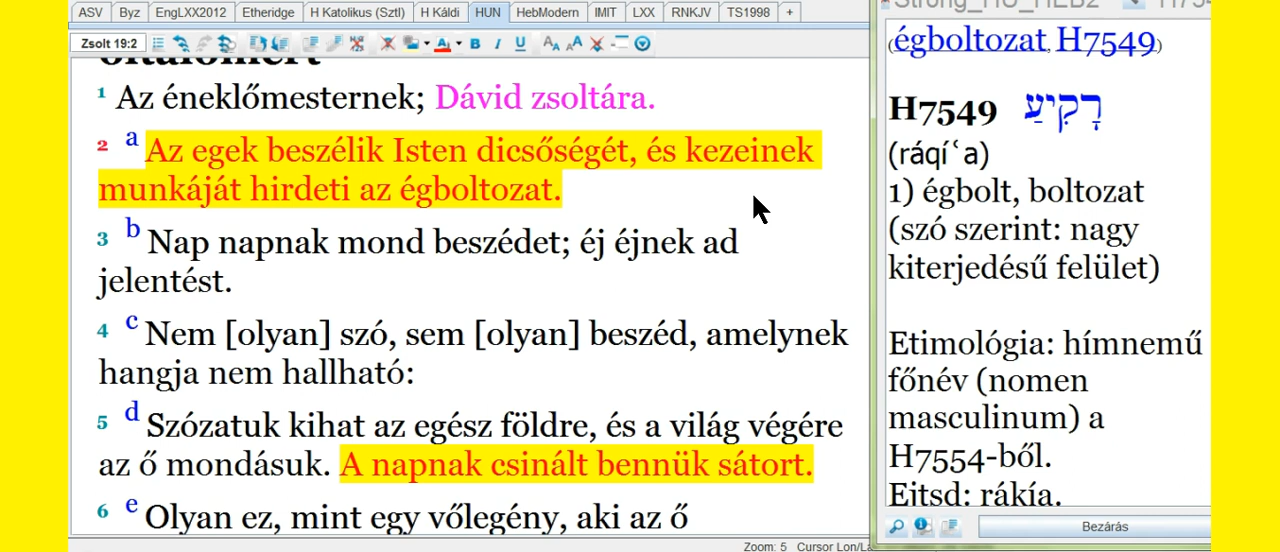 ASV Byz EngLXX2012 Etheridge H Katolikus (Sztl) H Káldi HUN HebModern IMIT LXX RNKJV TS1998 +
Zsolt 19:2
1 Az éneklőmesternek; Dávid zsoltára.
2 a Az egek beszélik Isten dicsőségét, és kezeinek
munkáját hirdeti az égboltozat.
3 b Nap napnak mond beszédet; éj éjnek ad
jelentést.
4 c Nem [olyan] szó, sem [olyan] beszéd, amelynek
hangja nem hallható:
5 d Szózatuk kihat az egész földre, és a világ végére
az ő mondásuk. A napnak csinált bennük sátort.
6 e Olyan ez, mint egy vőlegény, aki az ő
Zoom: 5 Cursor
Strong_HU_HEB2
(égboltozat, H7549)
H7549 רָקִיעַ
(ráqíʿa)
1) égbolt, boltozat
(szó szerint: nagy
kiterjedésű felület)
Etimológia: hímnemű
főnév (nomen
masculinum) a
H7554-ből.
Ejtsd: rákía.
Bezárás